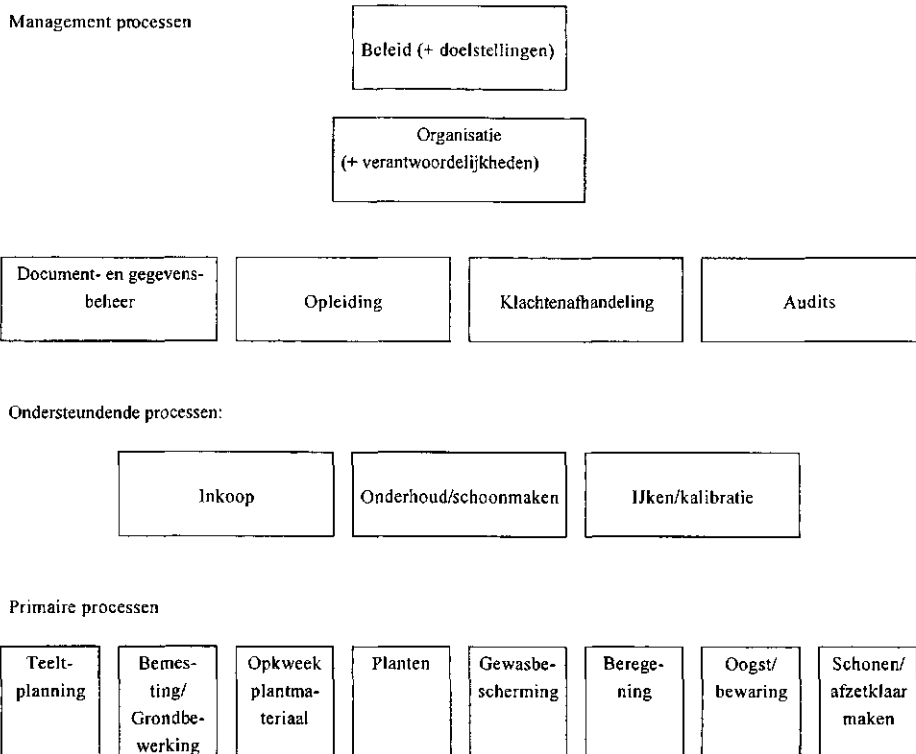 Management processen
Beleid (+ doelstellingen)
Organisatie
(+ verantwoordelijkheden)
Document- en gegevens-
beheer
Opleiding
Klachtenafhandeling
Audits
Ondersteundende processen:
Inkoop
Onderhoud/schoonmaken
IJken/kalibratie
Primaire processen
Teelt-
planning
Bemes-
ting/
Grondbe-
werking
Opkweek
plantma-
teriaal
Planten
Gewasbe-
scherming
Berege-
ning
Oogst/
bewaring
Schonen/
afzetklaar
maken